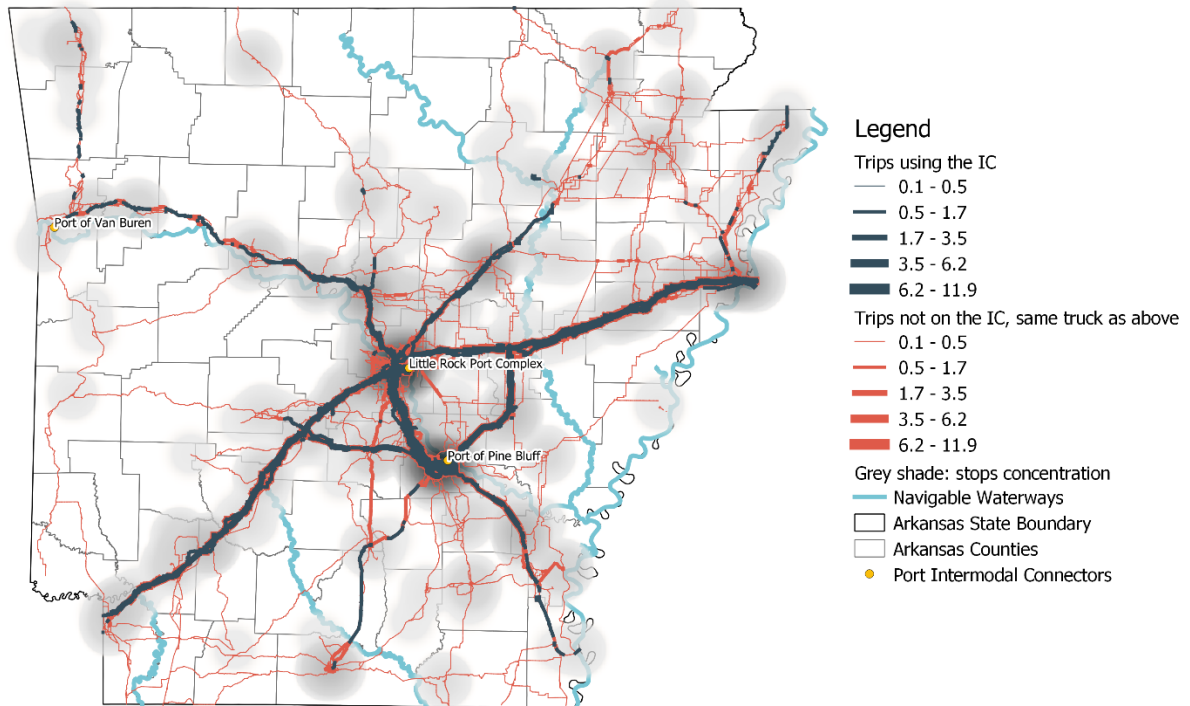 Port of Van Buren
Little Rock Port Complex
Port of Pine Bluff
Legend
Trips using the IC
0.1 - 0.5
0.5 - 1.7
1.7 - 3.5
3.5 - 6.2
6.2 - 11.9
Trips not on the IC, same truck as above
0.1 - 0.5
0.5 - 1.7
1.7 - 3.5
3.5 - 6.2
6.2 - 11.9
Grey shade: stops concentration
Navigable Waterways
Arkansas State Boundary
Arkansas Counties
Port Intermodal Connectors